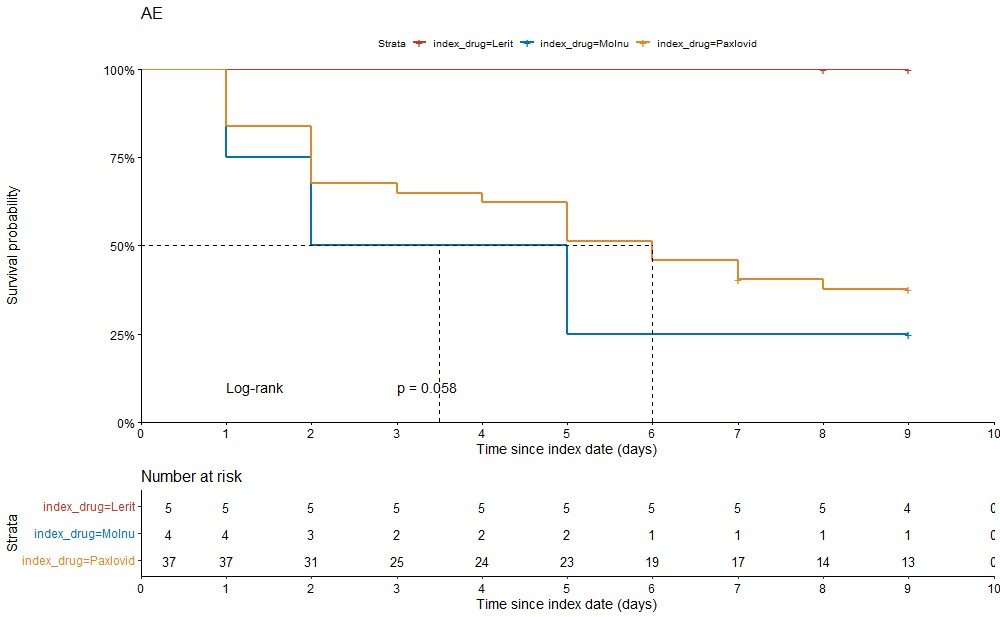 AE
Strata index_drug=Lerit index_drug=Molnu index_drug=Paxlovid
Survival probability
100%
75%
50%
25%
0%
Log-rank p = 0.058
0 1 2 3 4 5 6 7 8 9 10
Time since index date (days)
Number at risk
Strata
index_drug=Lerit 5 5 5 5 5 5 5 5 5 4 0
index_drug=Molnu 4 4 3 2 2 2 1 1 1 1 0
index_drug=Paxlovid 37 37 31 25 24 23 19 17 14 13 0
0 1 2 3 4 5 6 7 8 9 10
Time since index date (days)